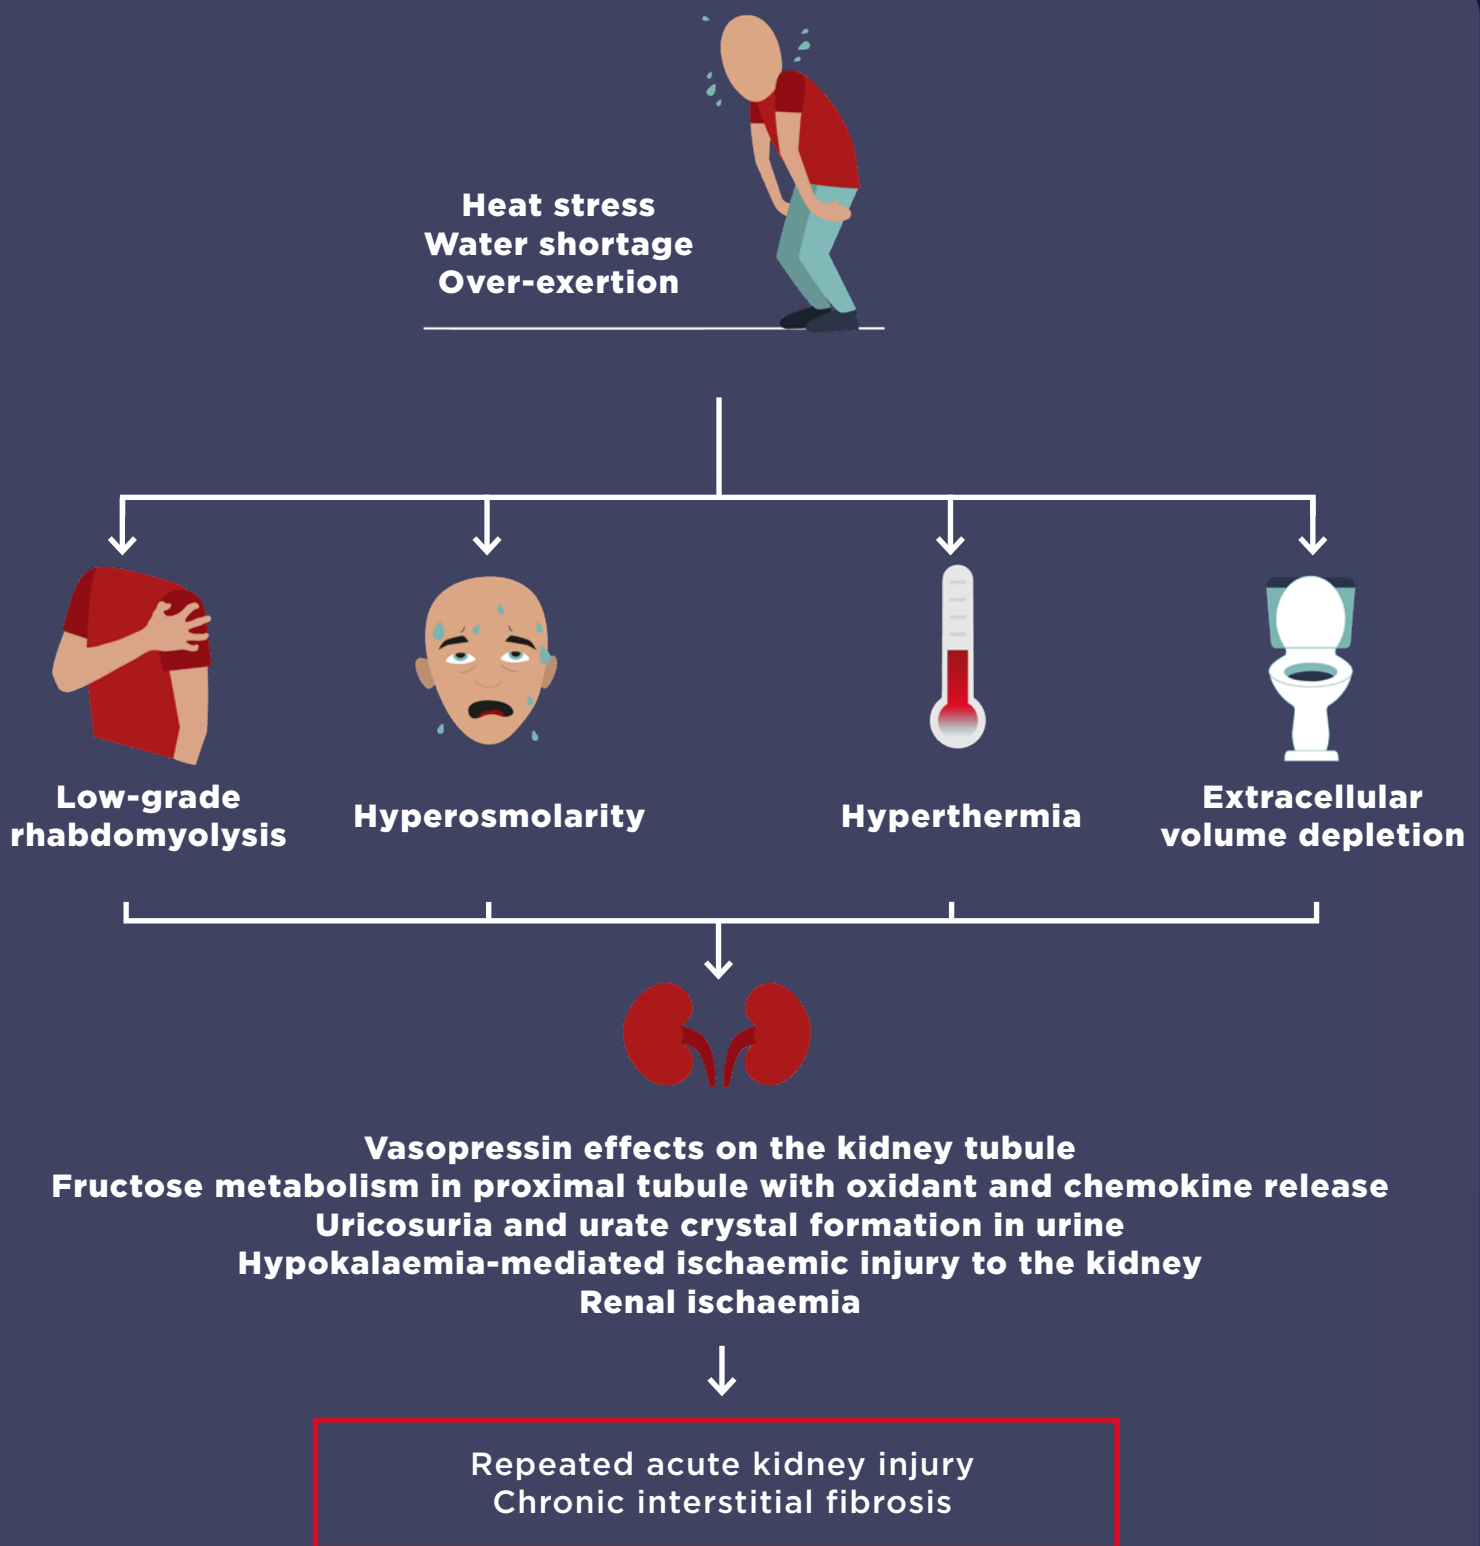 Heat stress
Water shortage
Over-exertion
Low-grade
rhabdomyolysis
Hyperosmolarity
Hyperthermia
Extracellular
volume depletion
Vasopressin effects on the kidney tubule
Fructose metabolism in proximal tubule with oxidant and chemokine release
Uricosuria and urate crystal formation in urine
Hypokalaemia-mediated ischaemic injury to the kidney
Renal ischaemia
Repeated acute kidney injury
Chronic interstitial fibrosis